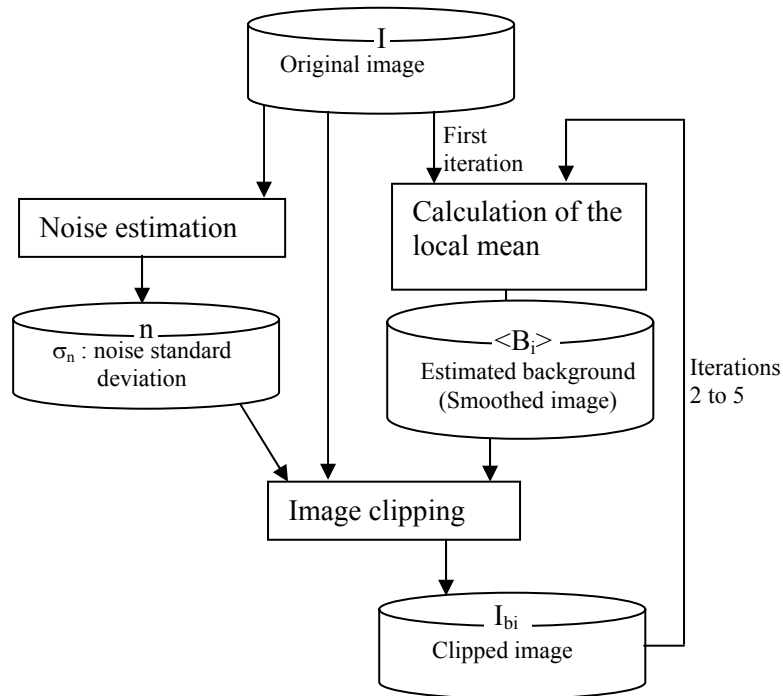 I
Original image
First
iteration
Noise estimation
Calculation of the
local mean
n
σn : noise standard
deviation
<Bi>
Estimated background
(Smoothed image)
Iterations
2 to 5
Image clipping
Ibi
Clipped image